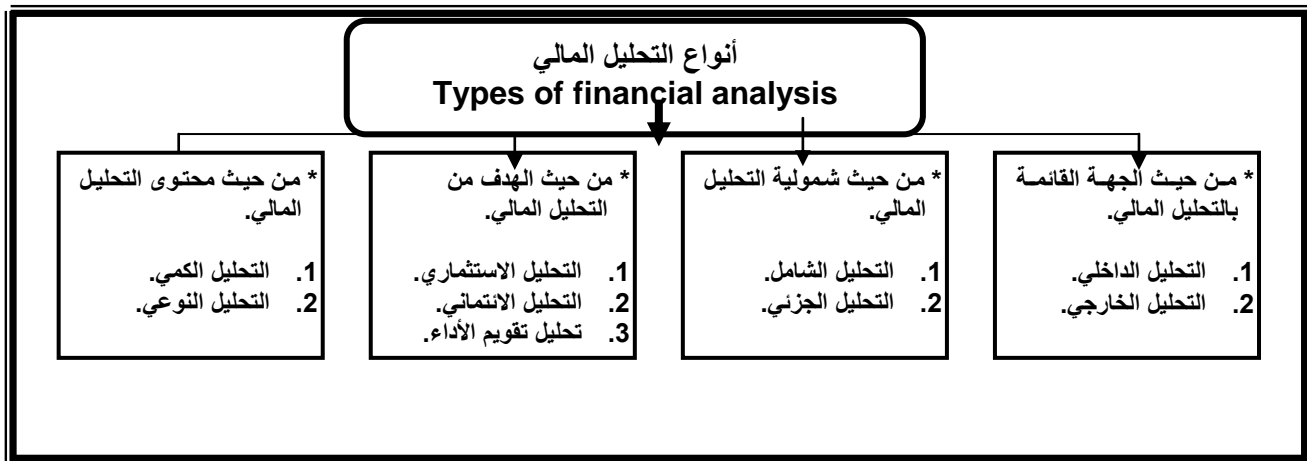 أنواع التحليل المالي
Types of financial analysis
* من حيث الجهة القائمة
بالتحليل المالي.
1. التحليل الداخلي.
2. التحليل الخارجي.
* من حيث شمولية التحليل
المالي.
1. التحليل الشامل.
2. التحليل الجزئي.
* من حيث الهدف من
التحليل المالي.
1. التحليل الاستثماري.
2. التحليل الائتماني.
3. تحليل تقويم الأداء.
* من حيث محتوى التحليل
المالي.
1. التحليل الكمي.
2. التحليل النوعي.